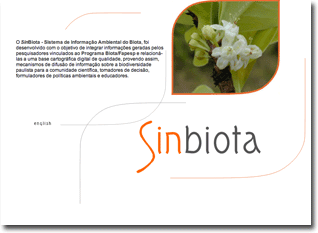 O SinBiota - Sistema de Informação Ambiental do Biota, foi
desenvolvido com o objetivo de integrar informações geradas pelos
pesquisadores vinculados ao Programa Biota/Fapesp e relacioná-
las a uma base cartográfica digital de qualidade, provendo assim,
mecanismos de difusão de informação sobre a biodiversidade
paulista para a comunidade científica, tomadores de decisão,
formuladores de políticas ambientais e educadores.
english
Sinbiota